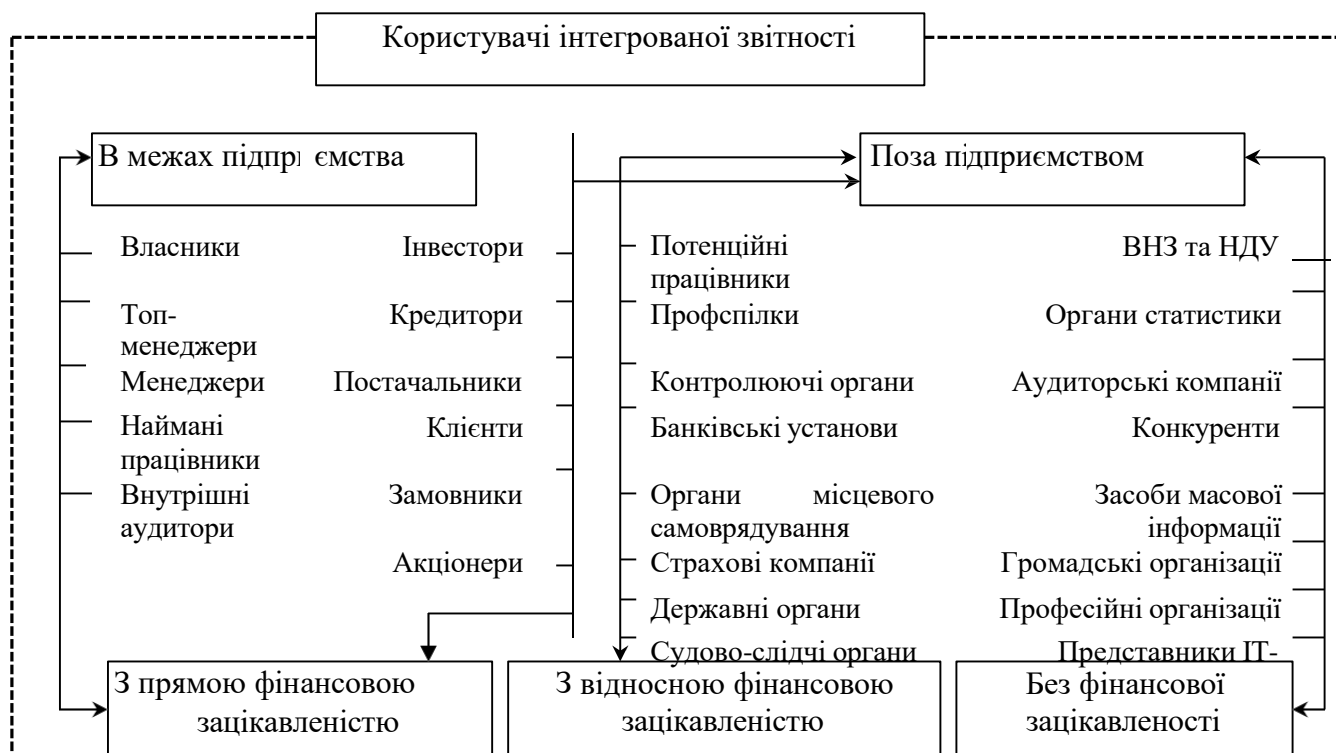 Користувачі інтегрованої звітності
В межах підприємства
Поза підприємством
Власники
Топ-
менеджери
Менеджери
Наймані
працівники
Внутрішні
аудитори
Інвестори
Кредитори
Постачальники
Клієнти
Замовники
Акціонери
Потенційні
працівники
Профспілки
Контролюючі органи
Банківські установи
Органи місцевого
самоврядування
Страхові компанії
Державні органи
Судово-слідчі органи
ВНЗ та НДУ
Органи статистики
Аудиторські компанії
Конкуренти
Засоби масової
інформації
Громадські організації
Професійні організації
Представники ІТ-
З прямою фінансовою
зацікавленістю
З відносною фінансовою
зацікавленістю
Без фінансової
зацікавленості